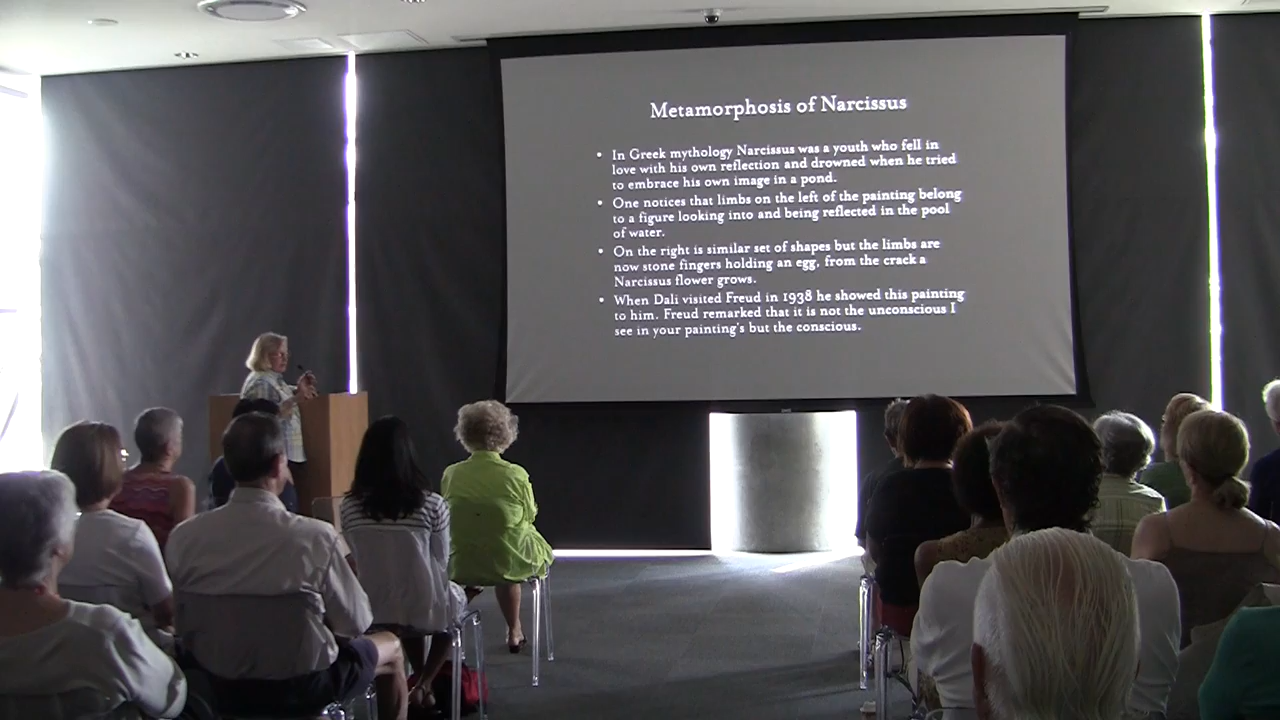 Metamorphosis of Narcissus
• In Greek mythology Narcissus was a youth who fell in
love with his own reflection and drowned when he tried
to embrace his own image in a pond.
• One notices that limbs on the left of the painting belong
to a figure looking into and being reflected in the pool
of water.
• On the right is similar set of shapes but the limbs are
now stone fingers holding an egg, from the crack a
Narcissus flower grows.
• When Dali visited Freud in 1938 he showed this painting
to him. Freud remarked that it is not the unconscious I
see in your painting's but the conscious.